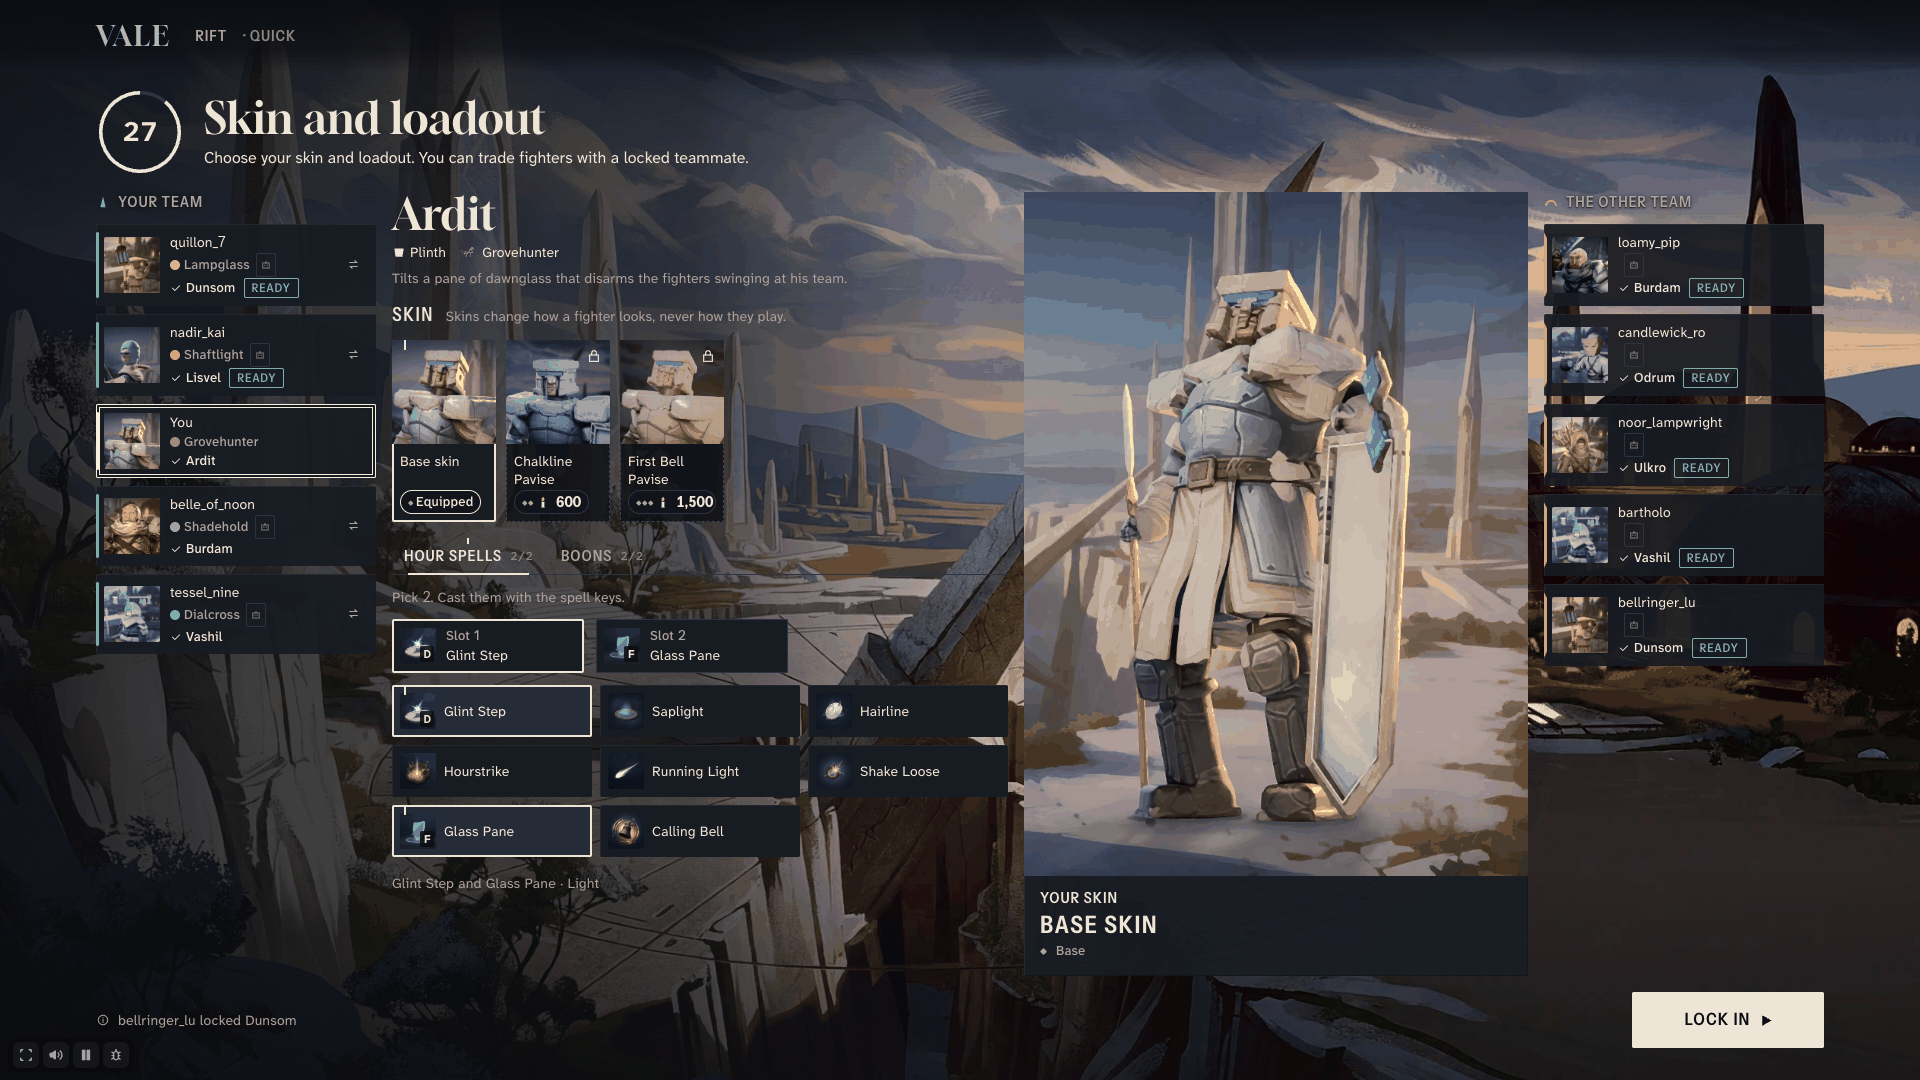 VALE RIFT · QUICK
27
Skin and loadout
Choose your skin and loadout. You can trade fighters with a locked teammate.
YOUR TEAM
quillon_7
Lampglass
Dunsom READY
nadir_kai
Shaftlight
Lisvel READY
You
Grovehunter
Ardit
belle_of_noon
Shadehold
Burdam
tessel_nine
Dialcross
Vashil
Ardit
Plinth Grovehunter
Tilts a pane of dawnglass that disarms the fighters swinging at his team.
SKIN Skins change how a fighter looks, never how they play.
Base skin
Equipped
Chalkline
Pavise
600
First Bell
Pavise
1,500
HOUR SPELLS 2/2 BOONS 2/2
Pick 2. Cast them with the spell keys.
D
Slot 1
Glint Step
F
Slot 2
Glass Pane
D Glint Step
Saplight
Hairline
Hourstrike
Running Light
Shake Loose
F Glass Pane
Calling Bell
Glint Step and Glass Pane · Light
YOUR SKIN
BASE SKIN
Base
THE OTHER TEAM
loamy_pip
Burdam READY
candlewick_ro
Odrum READY
noor_lampwright
Ulkro READY
bartholo
Vashil READY
bellringer_lu
Dunsom READY
bellringer_lu locked Dunsom
LOCK IN